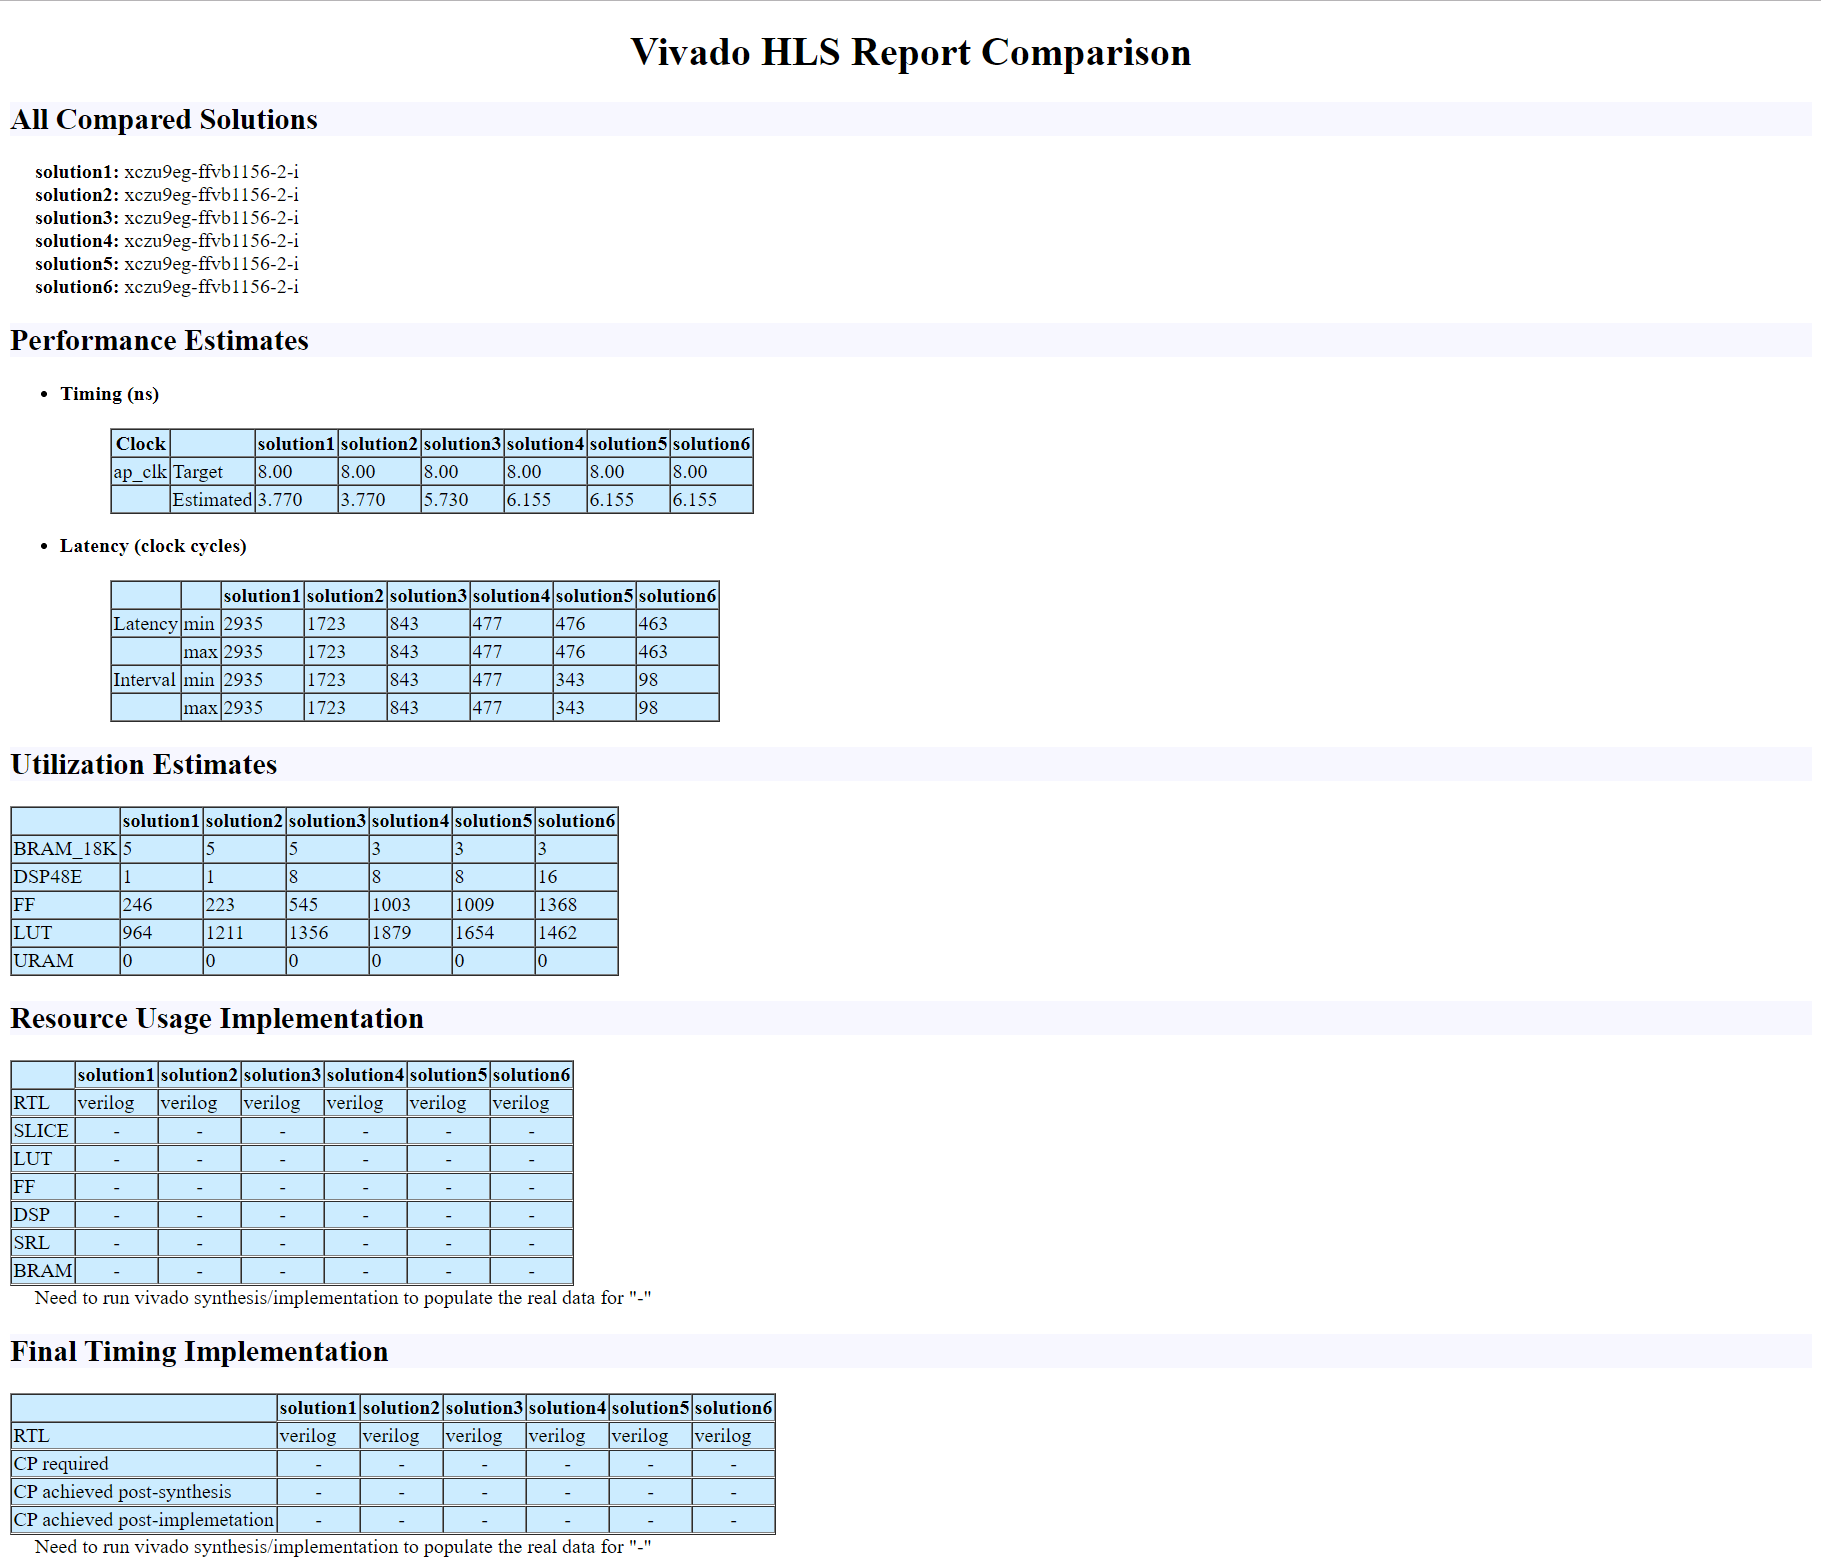 Vivado HLS Report Comparison
All Compared Solutions
solution1: xczu9eg-ffvb1156-2-i
solution2: xczu9eg-ffvb1156-2-i
solution3: xczu9eg-ffvb1156-2-i
solution4: xczu9eg-ffvb1156-2-i
solution5: xczu9eg-ffvb1156-2-i
solution6: xczu9eg-ffvb1156-2-i
Performance Estimates
• Timing (ns)
Clock solution1 solution2 solution3 solution4 solution5 solution6
ap_clk Target 8.00 8.00 8.00 8.00 8.00 8.00
Estimated 3.770 3.770 5.730 6.155 6.155 6.155
• Latency (clock cycles)
solution1 solution2 solution3 solution4 solution5 solution6
Latency min 2935 1723 843 477 476 463
max 2935 1723 843 477 476 463
Interval min 2935 1723 843 477 343 98
max 2935 1723 843 477 343 98
Utilization Estimates
solution1 solution2 solution3 solution4 solution5 solution6
BRAM_18K 5 5 5 3 3 3
DSP48E 1 1 8 8 8 16
FF 246 223 545 1003 1009 1368
LUT 964 1211 1356 1879 1654 1462
URAM 0 0 0 0 0 0
Resource Usage Implementation
solution1 solution2 solution3 solution4 solution5 solution6
RTL verilog verilog verilog verilog verilog verilog
SLICE - - - - - -
LUT - - - - - -
FF - - - - - -
DSP - - - - - -
SRL - - - - - -
BRAM - - - - - -
Need to run vivado synthesis/implementation to populate the real data for "-"
Final Timing Implementation
solution1 solution2 solution3 solution4 solution5 solution6
RTL verilog verilog verilog verilog verilog verilog
CP required - - - - - -
CP achieved post-synthesis - - - - - -
CP achieved post-implemetation - - - - - -
Need to run vivado synthesis/implementation to populate the real data for "-"